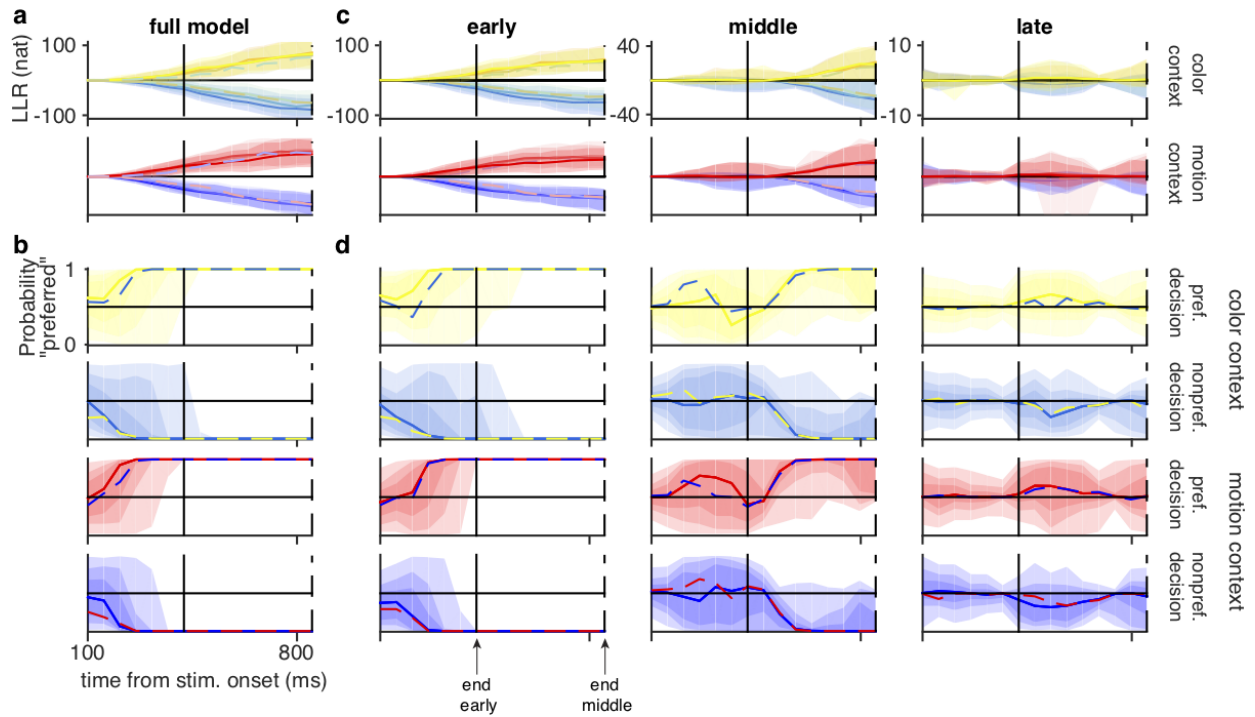 a
c
full model
early
middle
late
LLR (nat)
100
-100
100
-100
40
-40
10
-10
color
context
motion
context
b
d
Probability
"preferred"
1
0
pref.
decision
nonpref.
decision
pref.
decision
nonpref.
decision
color context
motion context
100
800
time from stim. onset (ms)
end
early
end
middle